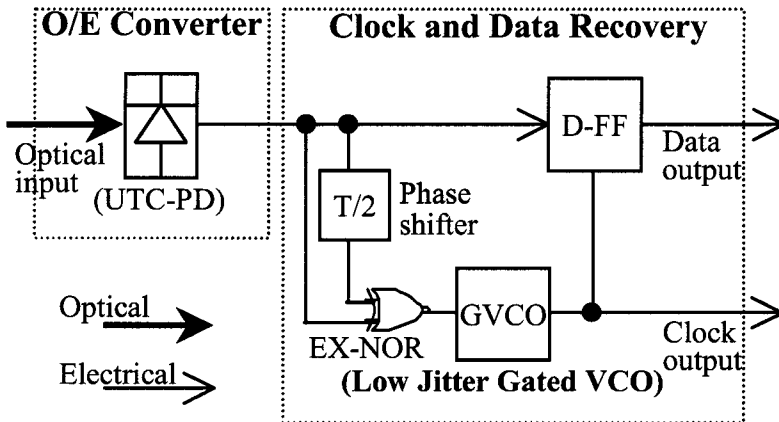 O/E Converter
Clock and Data Recovery
D-FF
Optical
input
Data
output
(UTC-PD)
T/2
Phase
shifter
Optical
GVCO
EX-NOR
Clock
output
Electrical
(Low Jitter Gated VCO)